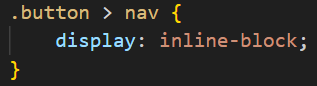 .button > nav {
    display: inline-block;
}